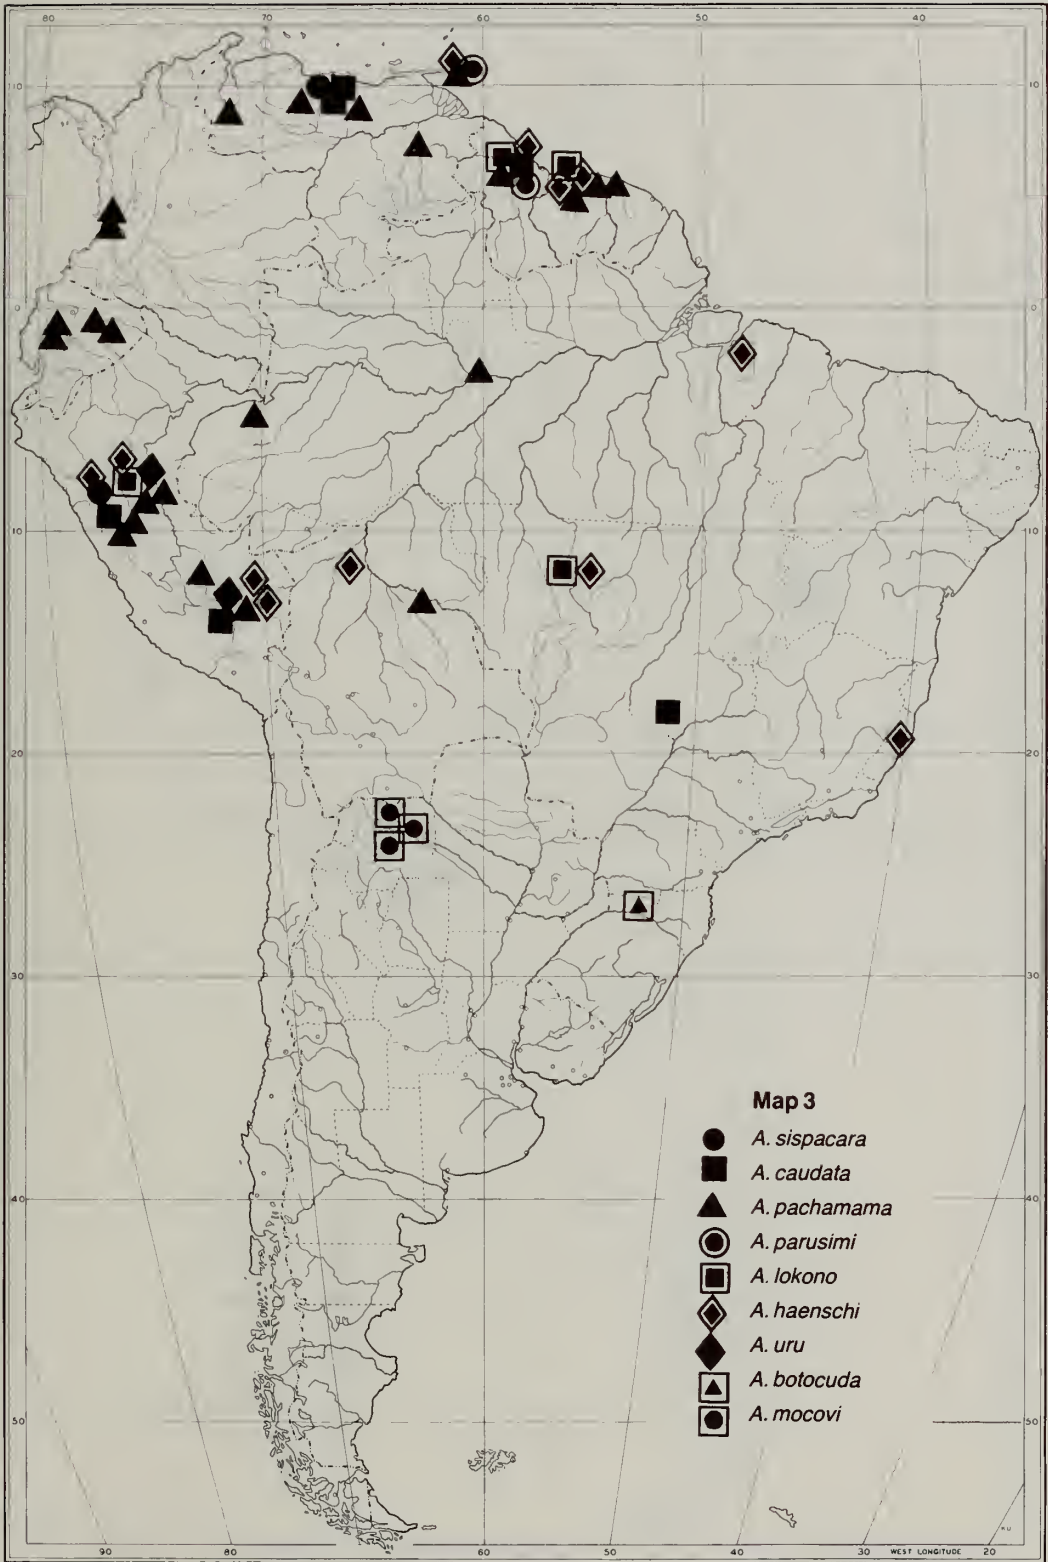 80 70 60 50 40
10 10
0 0
10 10
20 20
30 30
40 40
50 50
Map 3
A. sispacara
A. caudata
A. pachamama
A. parusimi
A. lokono
A. haenschi
A. uru
A. botocuda
A. mocovi
90 80 60 50 40 30 WEST LONGITUDE 20